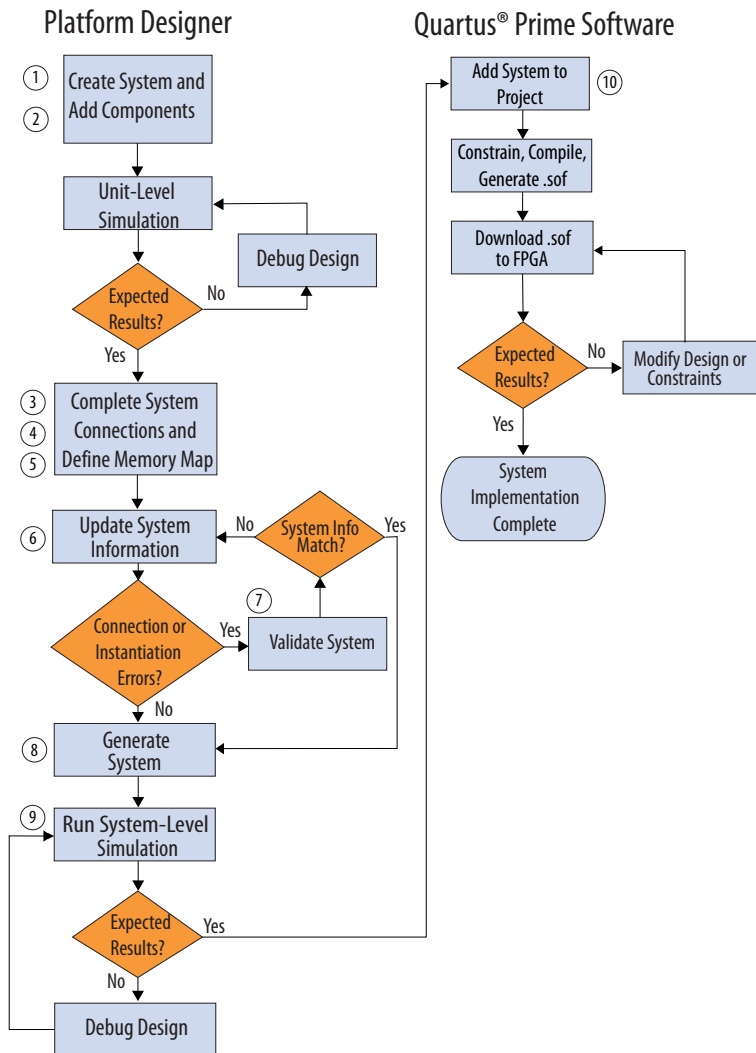 Platform Designer
1
2
Create System and
Add Components
Unit-Level
Simulation
Debug Design
Expected
Results?
No
Yes
3
4
5
Complete System
Connections and
Define Memory Map
6
Update System
Information
No
System Info
Match?
Yes
7
Connection or
Instantiation
Errors?
Yes
Validate System
No
8
Generate
System
9
Run System-Level
Simulation
Expected
Results?
Yes
No
Debug Design
Quartus® Prime Software
Add System to
Project
10
Constrain, Compile,
Generate .sof
Download .sof
to FPGA
Expected
Results?
No
Modify Design or
Constraints
Yes
System
Implementation
Complete